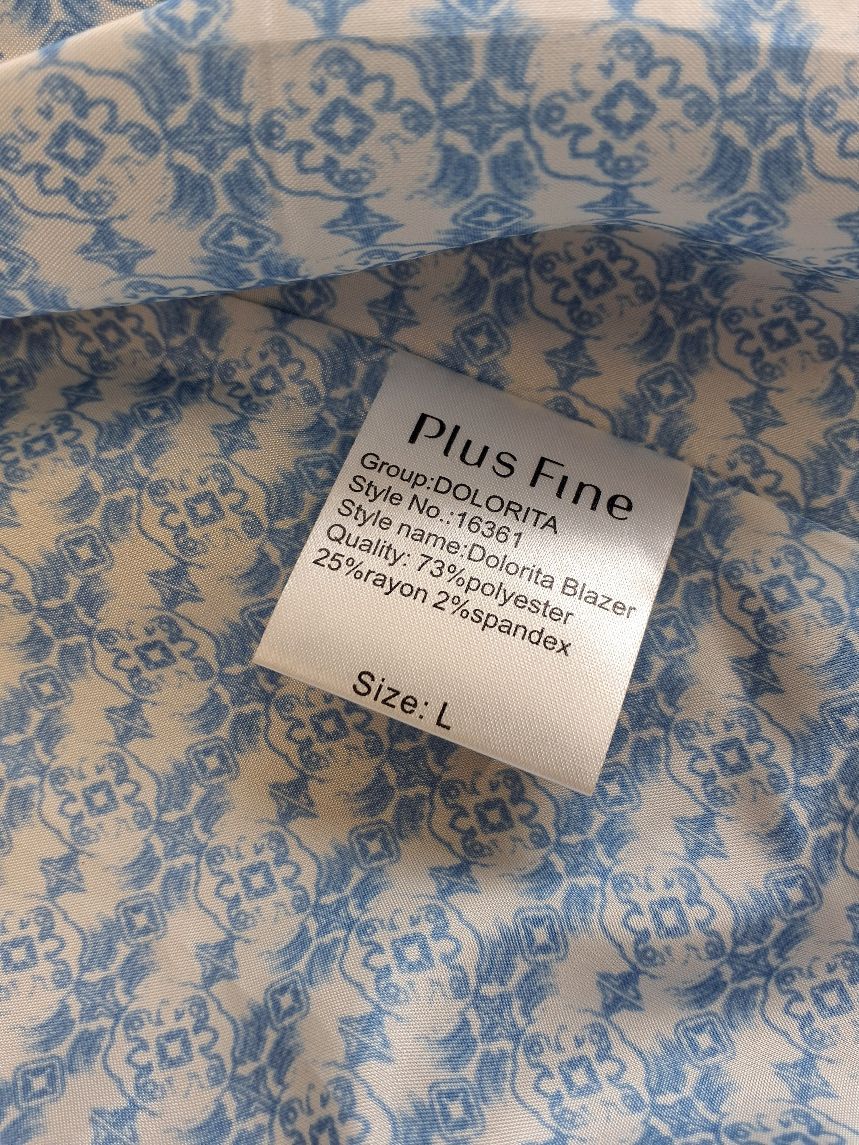 Plus Fine
Group:DOLORITA
Style No.:16361
Style name:Dolorita Blazer
Quality: 73%polyester
25%rayon 2%spandex
Size: L